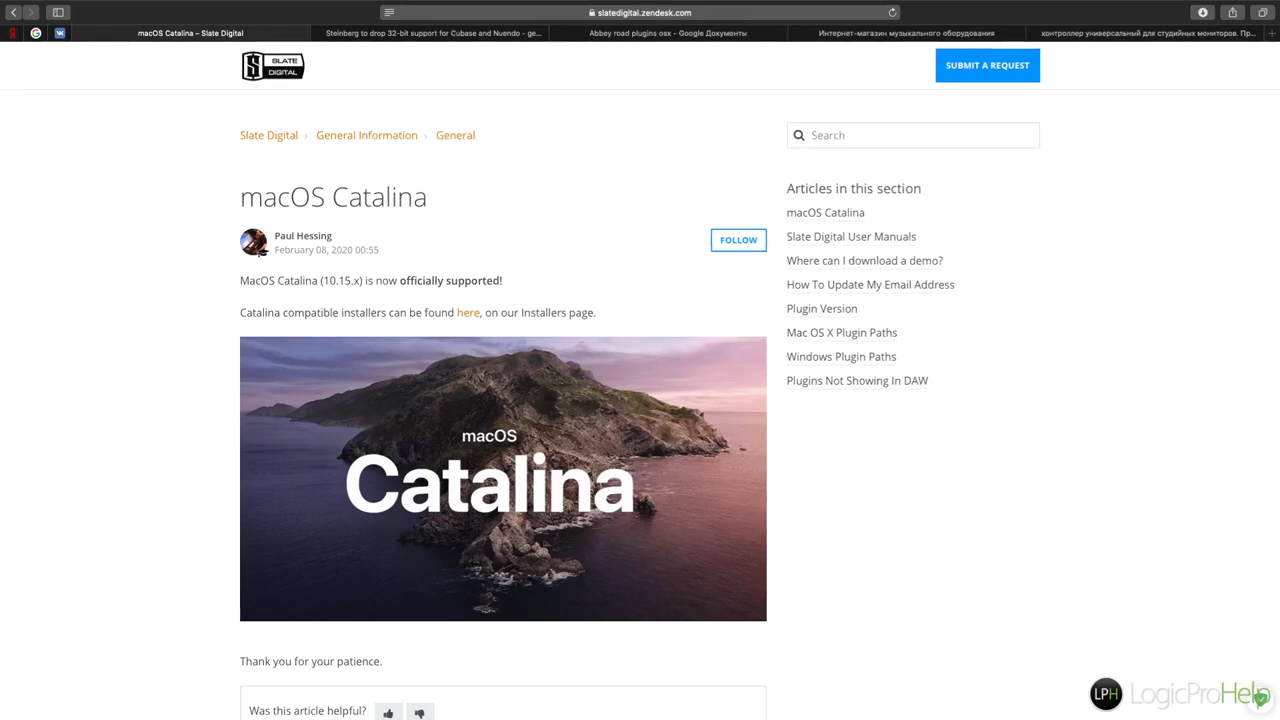 slatedigital.zendesk.com
macOS Catalina – Slate Digital
Steinberg to drop 32-bit support for Cubase and Nuendo - ge...
Abbey road plugins osx - Google Документы
Интернет-магазин музыкального оборудования
контроллер универсальный для студийных мониторов. Пр...
SLATE
DIGITAL
SUBMIT A REQUEST
Slate Digital › General Information › General
Search
macOS Catalina
Paul Hessing
February 08, 2020 00:55
FOLLOW
MacOS Catalina (10.15.x) is now officially supported!
Catalina compatible installers can be found here, on our Installers page.
macOS
Catalina
Thank you for your patience.
Was this article helpful?
Articles in this section
macOS Catalina
Slate Digital User Manuals
Where can I download a demo?
How To Update My Email Address
Plugin Version
Mac OS X Plugin Paths
Windows Plugin Paths
Plugins Not Showing In DAW
LPH LogicProHelp